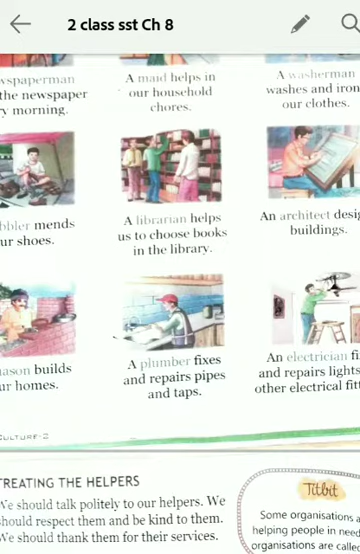 2 class sst Ch 8
wspaperman
the newspaper
y morning.
A maid helps in
our household
chores.
A washerman
washes and iron
our clothes.
bbler mends
ur shoes.
A librarian helps
us to choose books
in the library.
An architect desig
buildings.
ason builds
ur homes.
A plumber fixes
and repairs pipes
and taps.
An electrician fi
and repairs lights
other electrical fitt
CULTURE-2
TREATING THE HELPERS
We should talk politely to our helpers. We
should respect them and be kind to them.
We should thank them for their services.
Titbit
Some organisations a
helping people in need
organisations are calle